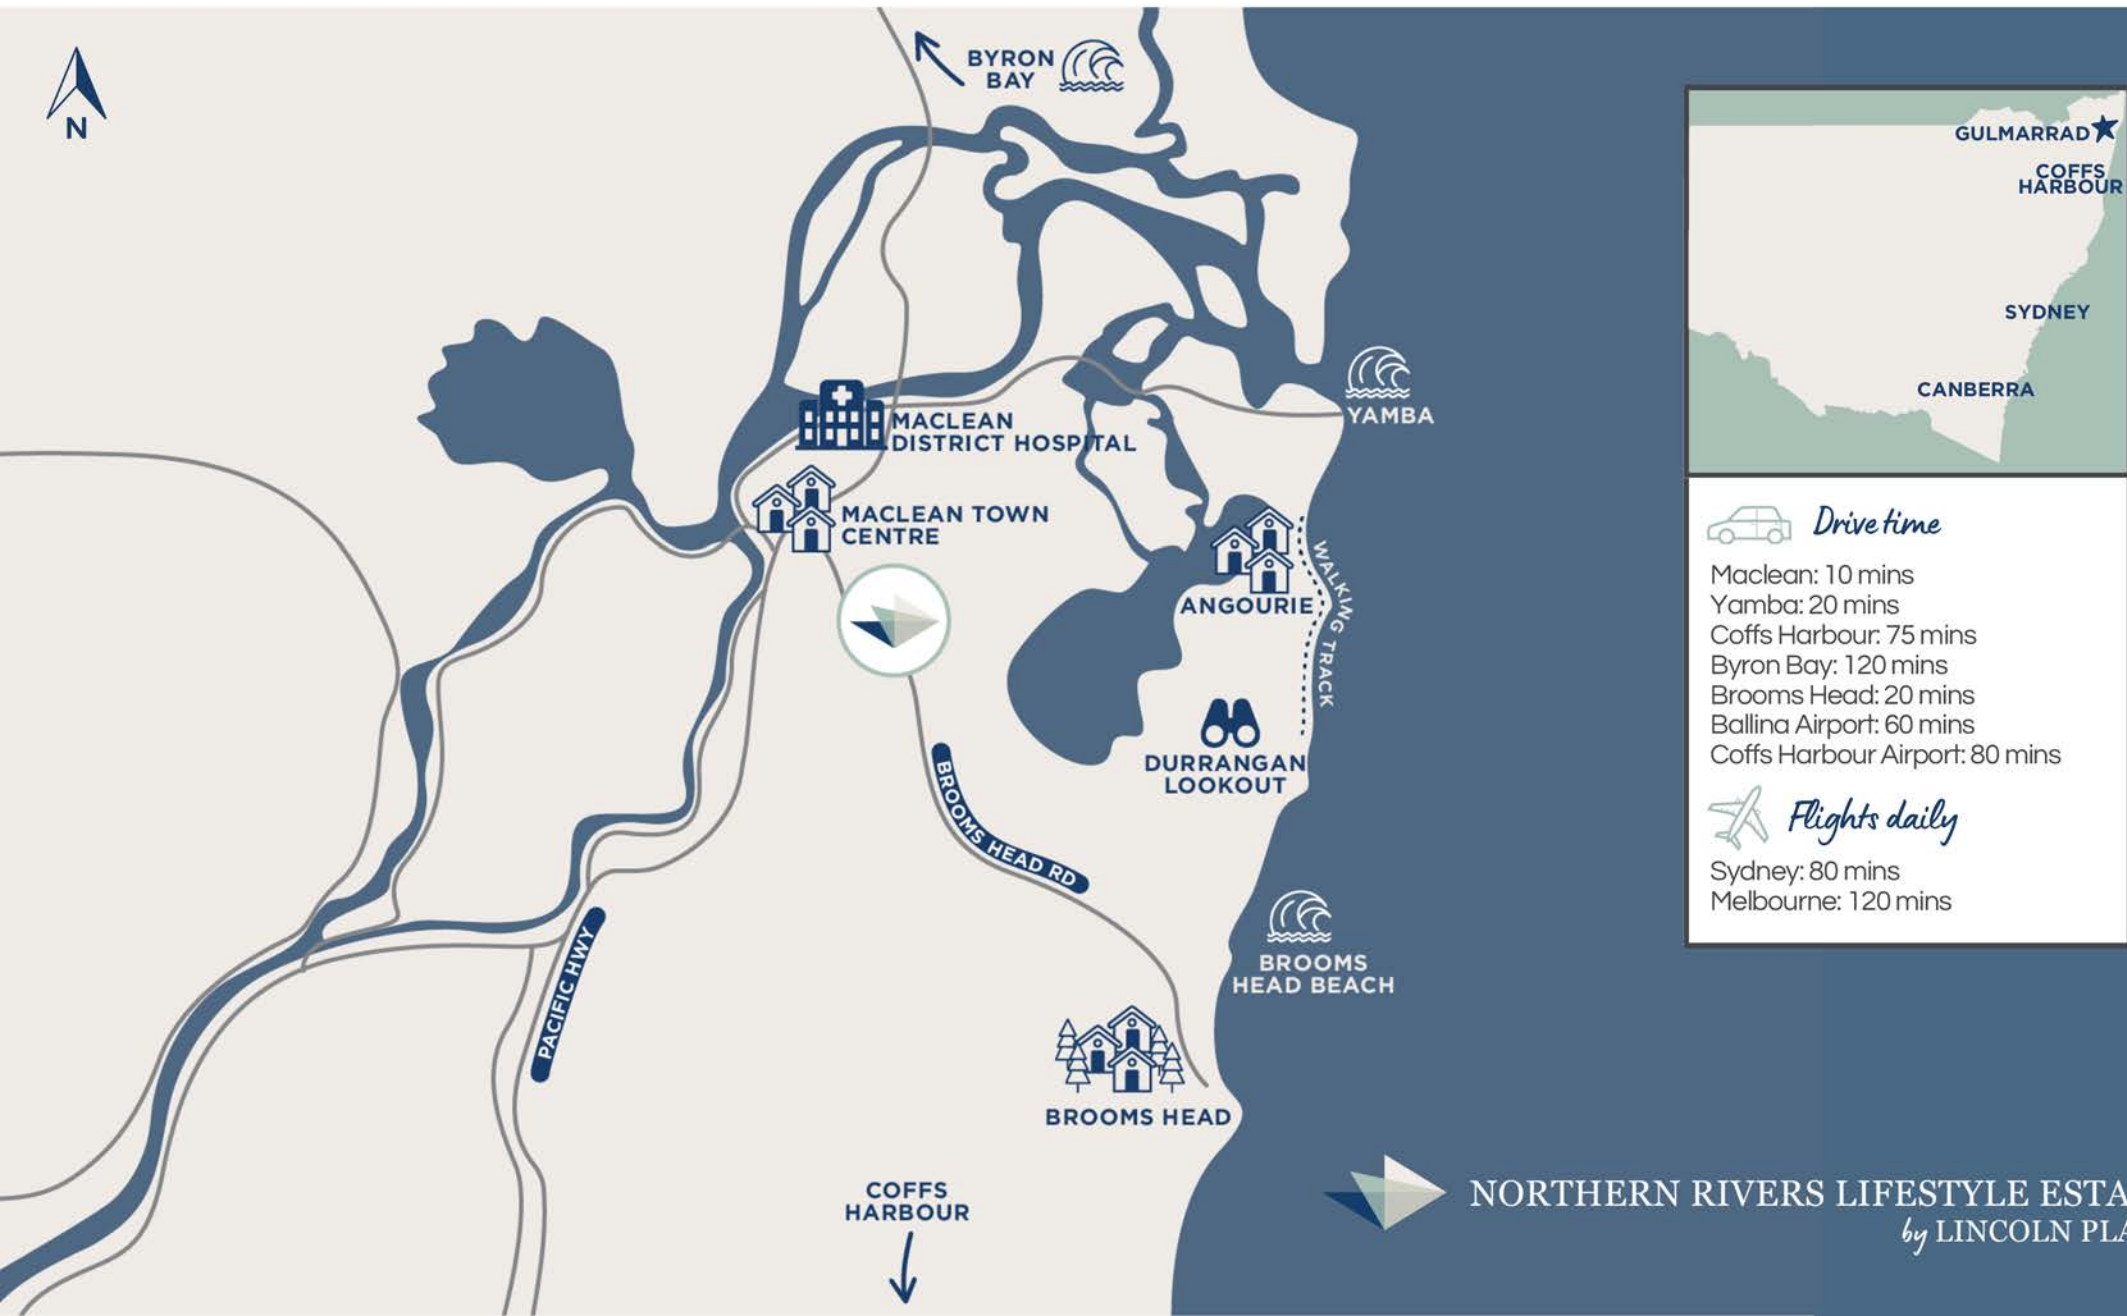 N
BYRON
BAY
MACLEAN
DISTRICT HOSPITAL
MACLEAN TOWN
CENTRE
YAMBA
ANGOURIE
WALKING TRACK
DURRANGAN
LOOKOUT
BROOMS HEAD RD
PACIFIC HWY
BROOMS
HEAD BEACH
BROOMS HEAD
COFFS
HARBOUR
GULMARRAD
COFFS
HARBOUR
SYDNEY
CANBERRA
Drive time
Maclean: 10 mins
Yamba: 20 mins
Coffs Harbour: 75 mins
Byron Bay: 120 mins
Brooms Head: 20 mins
Ballina Airport: 60 mins
Coffs Harbour Airport: 80 mins
Flights daily
Sydney: 80 mins
Melbourne: 120 mins
NORTHERN RIVERS LIFESTYLE
by LINCOLN